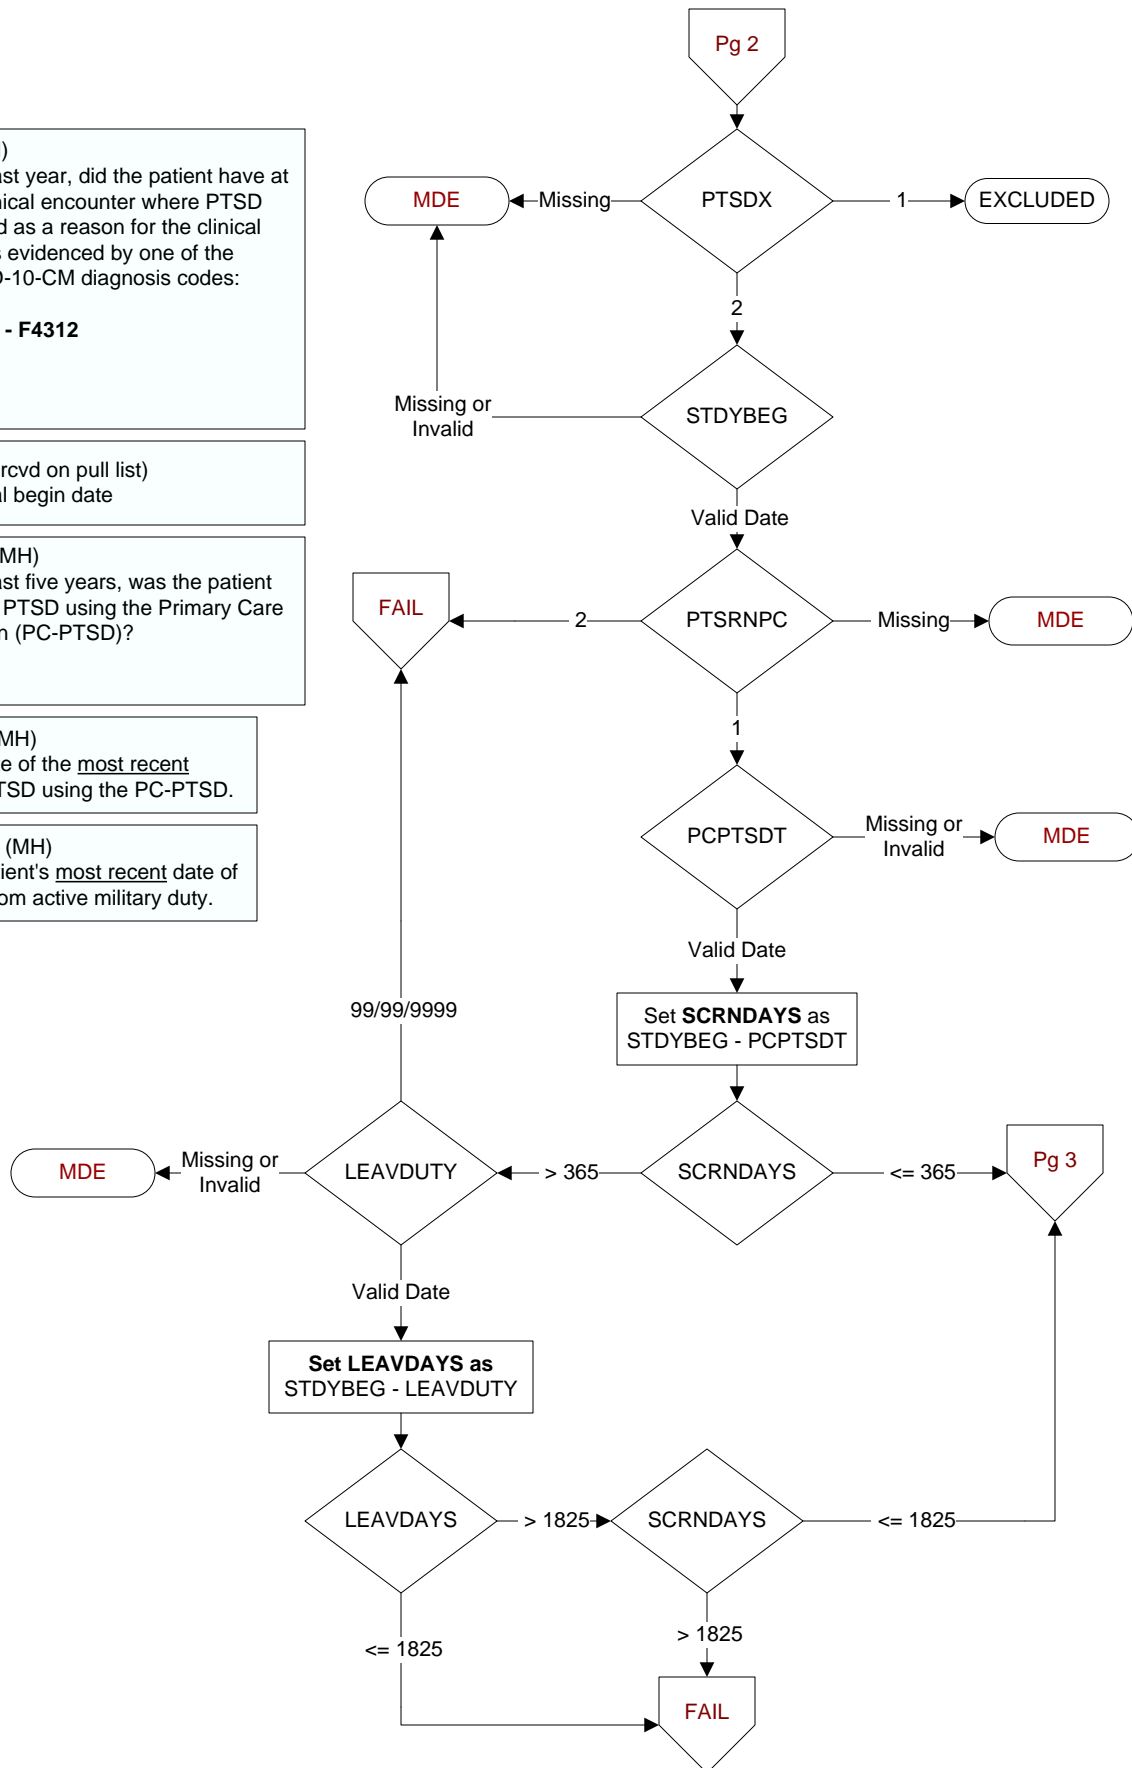 Pg 2
)
ast year, did the patient have at
nical encounter where PTSD
d as a reason for the clinical
s evidenced by one of the
D-10-CM diagnosis codes:
- F4312
MDE
Missing
PTSDX
1
EXCLUDED
2
Missing or
Invalid
STDYBEG
rcvd on pull list)
al begin date
Valid Date
MH)
ast five years, was the patient
PTSD using the Primary Care
n (PC-PTSD)?
FAIL
2
PTSRNPC
Missing
MDE
1
MH)
e of the most recent
TSD using the PC-PTSD.
PCPTSDT
Missing or
Invalid
MDE
(MH)
ient's most recent date of
om active military duty.
Valid Date
99/99/9999
Set SCRNDAYS as
STDYBEG - PCPTSDT
MDE
Missing or
Invalid
LEAVDUTY
> 365
SCRNDAYS
<= 365
Pg 3
Valid Date
Set LEAVDAYS as
STDYBEG - LEAVDUTY
LEAVDAYS
> 1825
SCRNDAYS
<= 1825
<= 1825
> 1825
FAIL